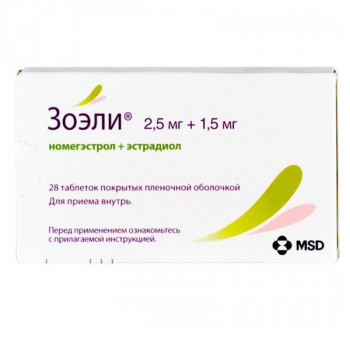 Зоэли® 2,5 мг + 1,5 мг
номегэстрол + эстрадиол
28 таблеток покрытых пленочной оболочкой
Для приема внутрь.
Перед применением ознакомьтесь
с прилагаемой инструкцией.
MSD